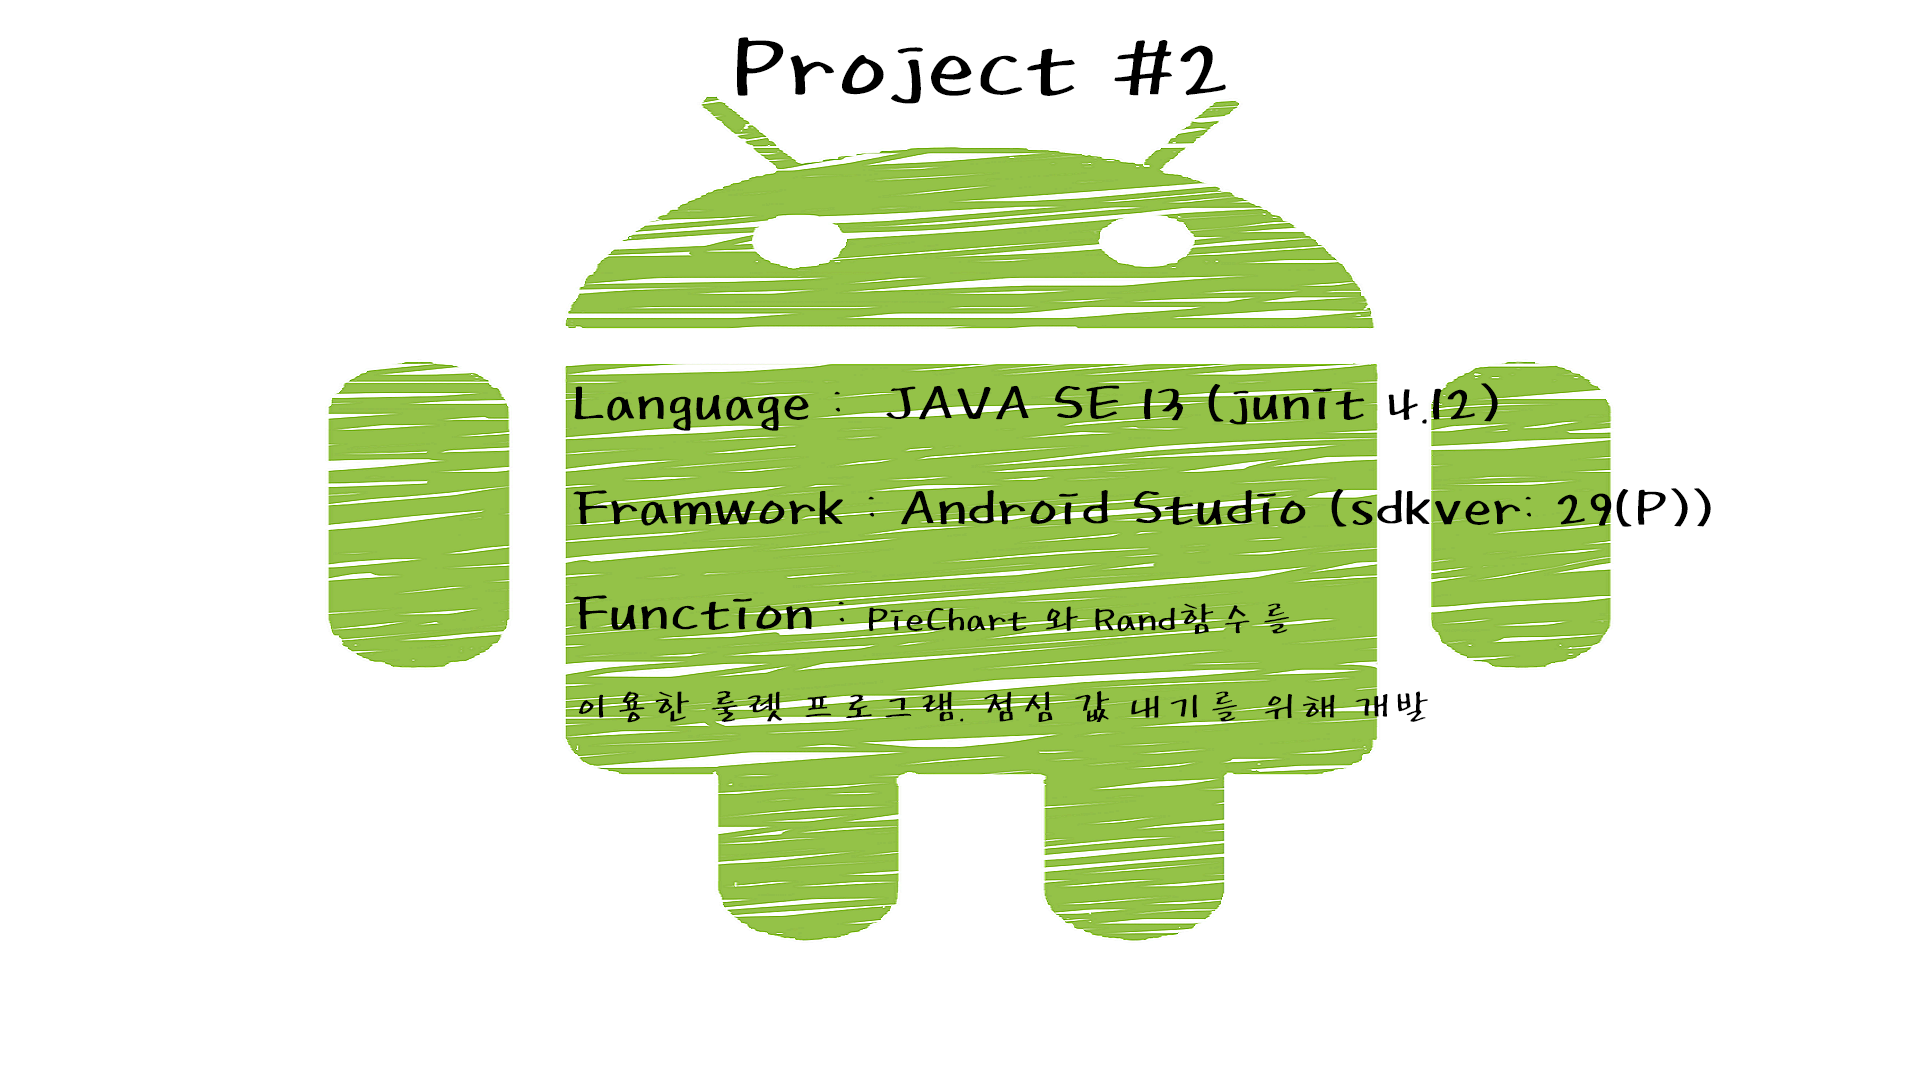 Project #2
Language : JAVA SE 13 (junit 4.12)
Framwork : Android Studio (sdkver: 29(P))
Function : PieChart 와 Rand함수를
이용한 룰렛 프로그램. 점심 값 내기를 위해 개발